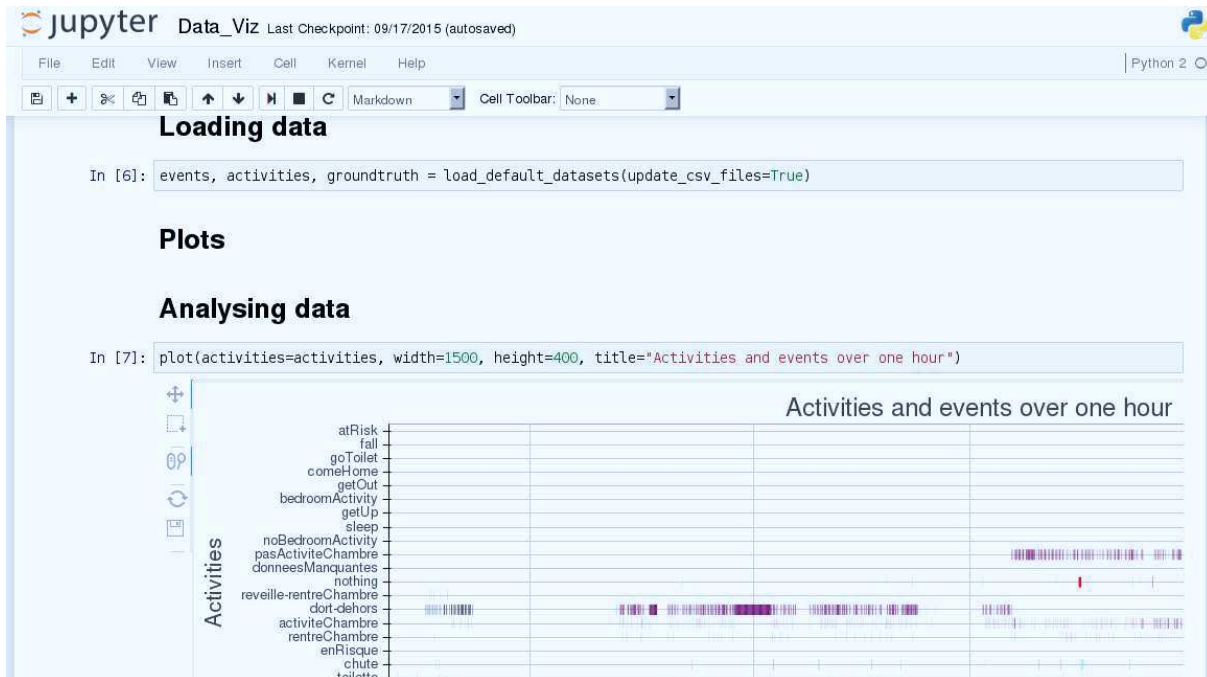 jupyter Data_Viz Last Checkpoint: 09/17/2015 (autosaved)
File Edit View Insert Cell Kernel Help Python 2
Markdown Cell Toolbar: None
Loading data
In [6]: events, activities, groundtruth = load_default_datasets(update_csv_files=True)
Plots
Analysing data
In [7]: plot(activities=activities, width=1500, height=400, title="Activities and events over one hour")
Activities and events over one hour
Activities
atRisk
fall
goToilet
comeHome
getOut
bedroomActivity
getUp
sleep
noBedroomActivity
pasActiviteChambre
donneesManquantes
nothing
reveille-rentreChambre
dort-dehors
activiteChambre
rentreChambre
enRisque
chute
toilette